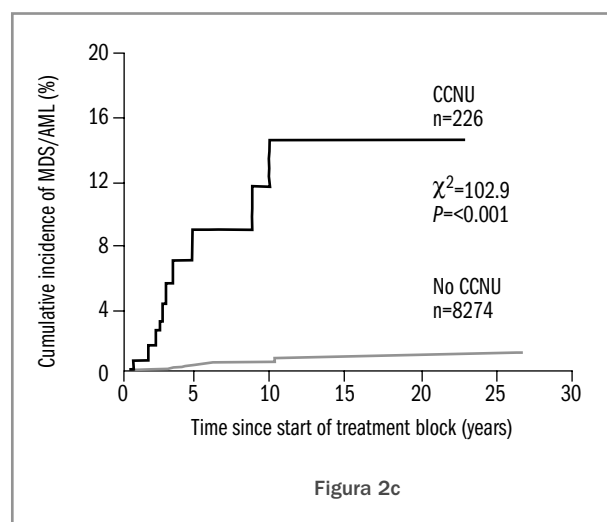 20
16
12
8
4
0
Cumulative incidence of MDS/AML (%)
CCNU
n=226
χ²=102.9
P=<0.001
No CCNU
n=8274
0 5 10 15 20 25 30
Time since start of treatment block (years)
Figura 2c